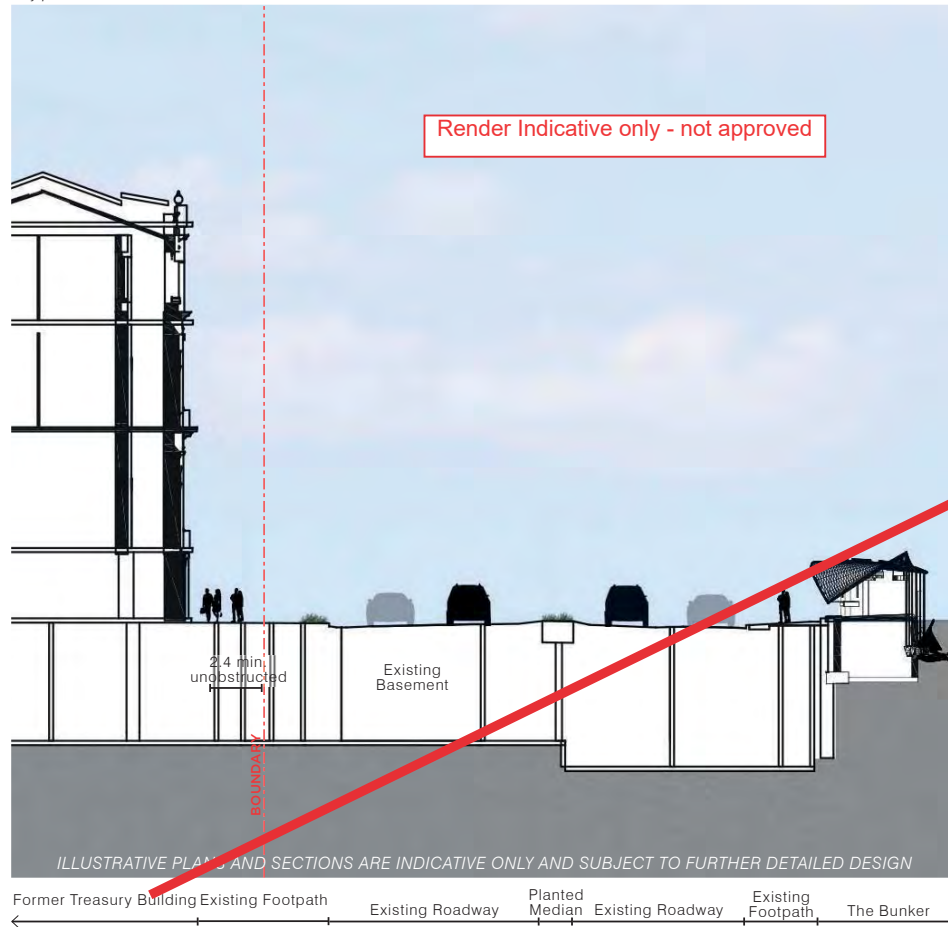 Render Indicative only - not approved
2.4 min.
unobstructed
Existing
Basement
BOUNDARY
ILLUSTRATIVE PLANS AND SECTIONS ARE INDICATIVE ONLY AND SUBJECT TO FURTHER DETAILED DESIGN
Former Treasury Building
Existing Footpath
Existing Roadway
Planted
Median
Existing Roadway
Existing
Footpath
The Bunker